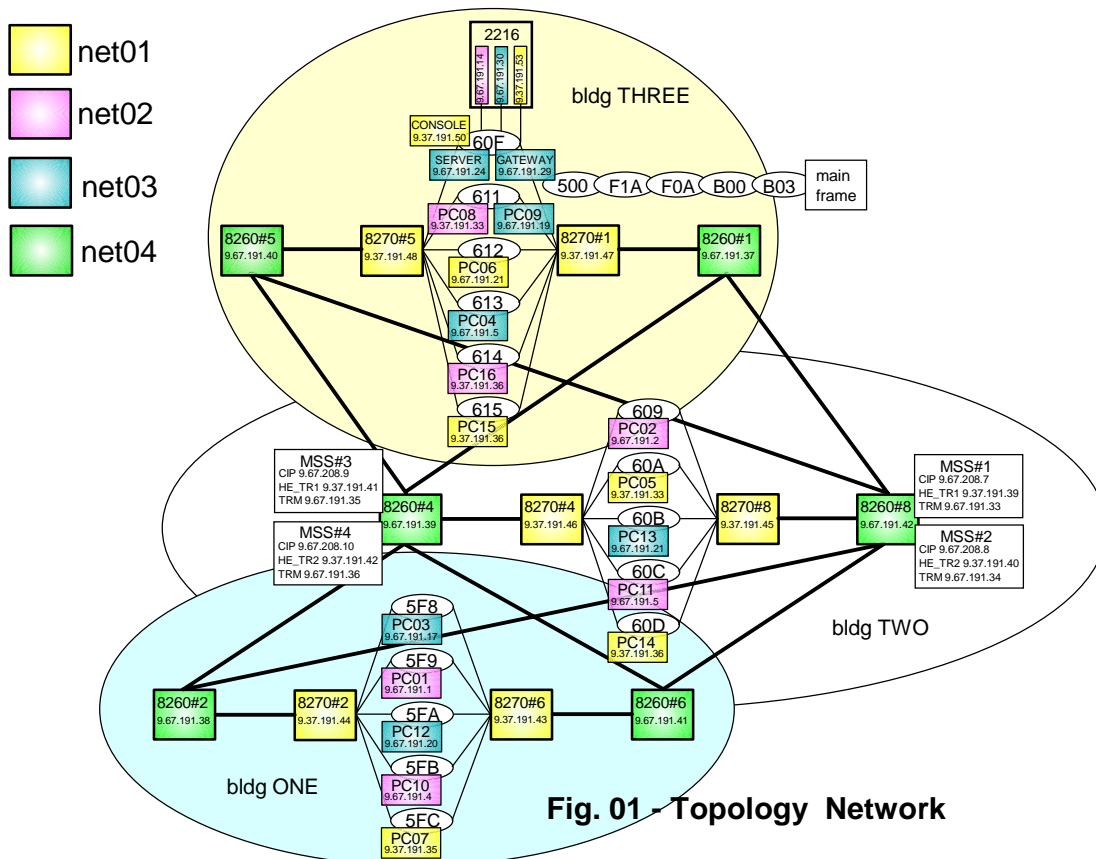 net01
net02
net03
net04
2216
9.67.191.14
9.67.191.30
9.37.191.53
bldg THREE
CONSOLE
9.37.191.50
60F
SERVER
9.67.191.24
GATEWAY
9.67.191.29
500
F1A
F0A
B00
B03
main
frame
611
PC08
9.37.191.33
PC09
9.67.191.19
8260#5
9.67.191.40
8270#5
9.37.191.48
612
PC06
9.67.191.21
8270#1
9.37.191.47
8260#1
9.67.191.37
613
PC04
9.67.191.5
614
PC16
9.37.191.36
615
PC15
9.37.191.36
609
PC02
9.67.191.2
60A
PC05
9.37.191.33
MSS#3
CIP 9.67.208.9
HE_TR1 9.37.191.41
TRM 9.67.191.35
MSS#1
CIP 9.67.208.7
HE_TR1 9.37.191.39
TRM 9.67.191.33
8260#4
9.67.191.39
8270#4
9.37.191.46
60B
PC13
9.67.191.21
8270#8
9.37.191.45
8260#8
9.67.191.42
MSS#4
CIP 9.67.208.10
HE_TR2 9.37.191.42
TRM 9.67.191.36
MSS#2
CIP 9.67.208.8
HE_TR2 9.37.191.40
TRM 9.67.191.34
60C
PC11
9.67.191.5
60D
PC14
9.37.191.36
bldg TWO
5F8
PC03
9.67.191.17
5F9
PC01
9.67.191.1
8260#2
9.67.191.38
8270#2
9.37.191.44
5FA
PC12
9.67.191.20
8270#6
9.37.191.43
8260#6
9.67.191.41
5FB
PC10
9.67.191.4
bldg ONE
5FC
PC07
9.37.191.35
Fig. 01 - Topology Network